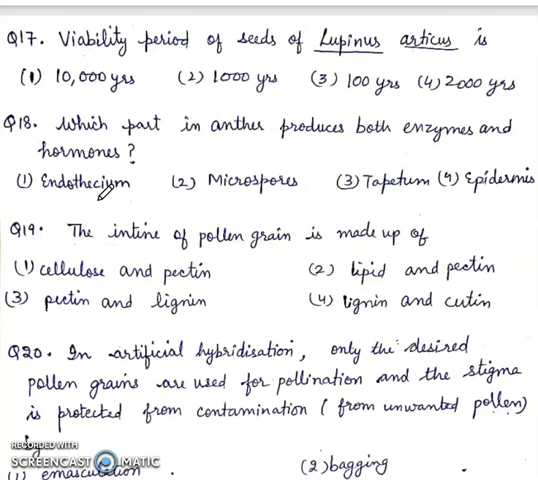 Q17. Viability period of seeds of Lupinus articus is
(1) 10,000 yrs (2) 1000 yrs (3) 100 yrs (4) 2000 yrs
Q18. Which part in anther produces both enzymes and
hormones ?
(1) Endothecium (2) Microspores (3) Tapetum (4) Epidermis
Q19. The intine of pollen grain is made up of
(1) cellulose and pectin (2) lipid and pectin
(3) pectin and lignin (4) lignin and cutin
Q20. In artificial hybridisation, only the desired
pollen grains are used for pollination and the stigma
is protected from contamination (from unwanted pollen)
by
RECORDED WITH
SCREENCAST MATIC
(1) emasculation (2) bagging